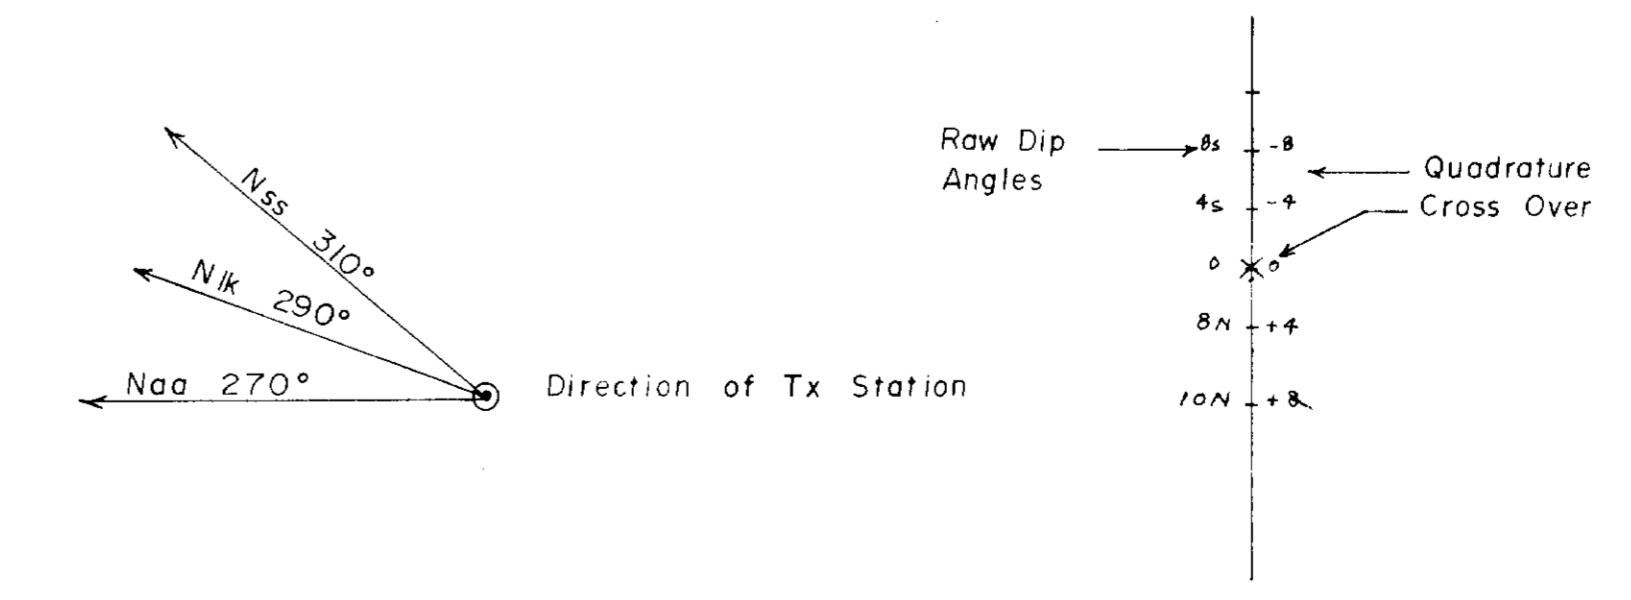 Nss 310°
Nlk 290°
Naa 270°
Direction of Tx Station
Raw Dip
Angles
8s -8
4s -4
0 0
8N +4
10N +8
Quadrature
Cross Over